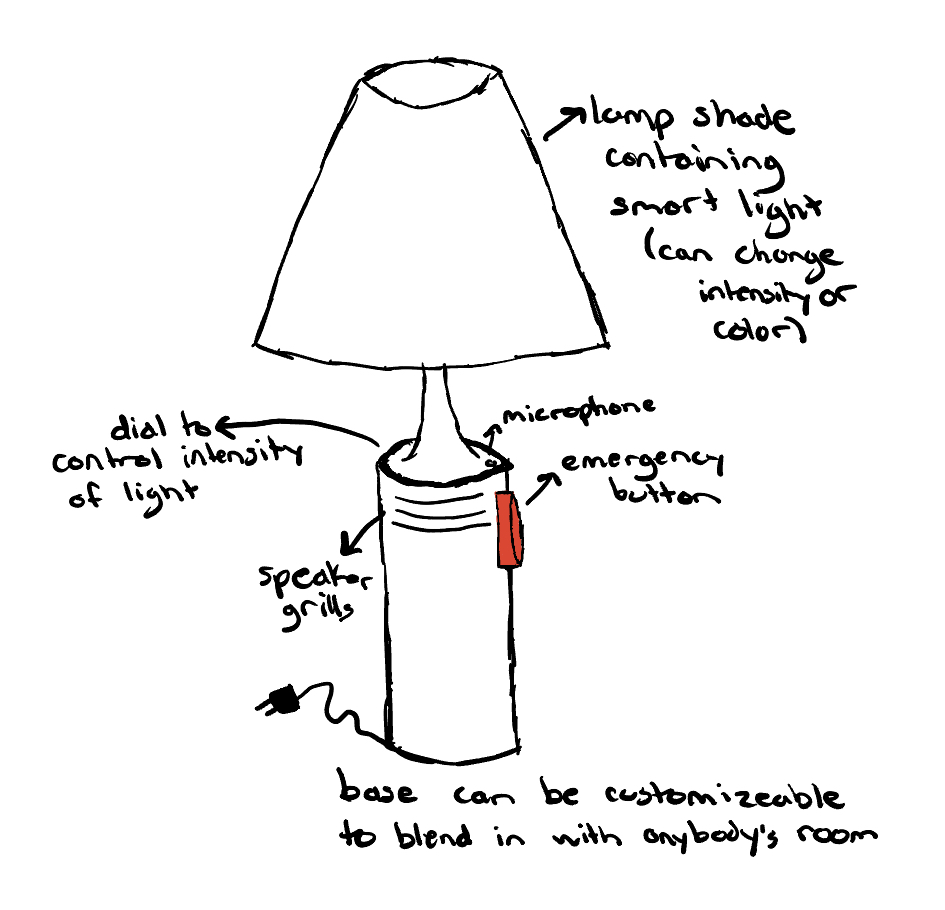 lamp shade
containing
smart light
(can change
intensity or
color)
microphone
dial to
control intensity
of light
emergency
button
speaker
grills
base can be customizeable
to blend in with anybody's room